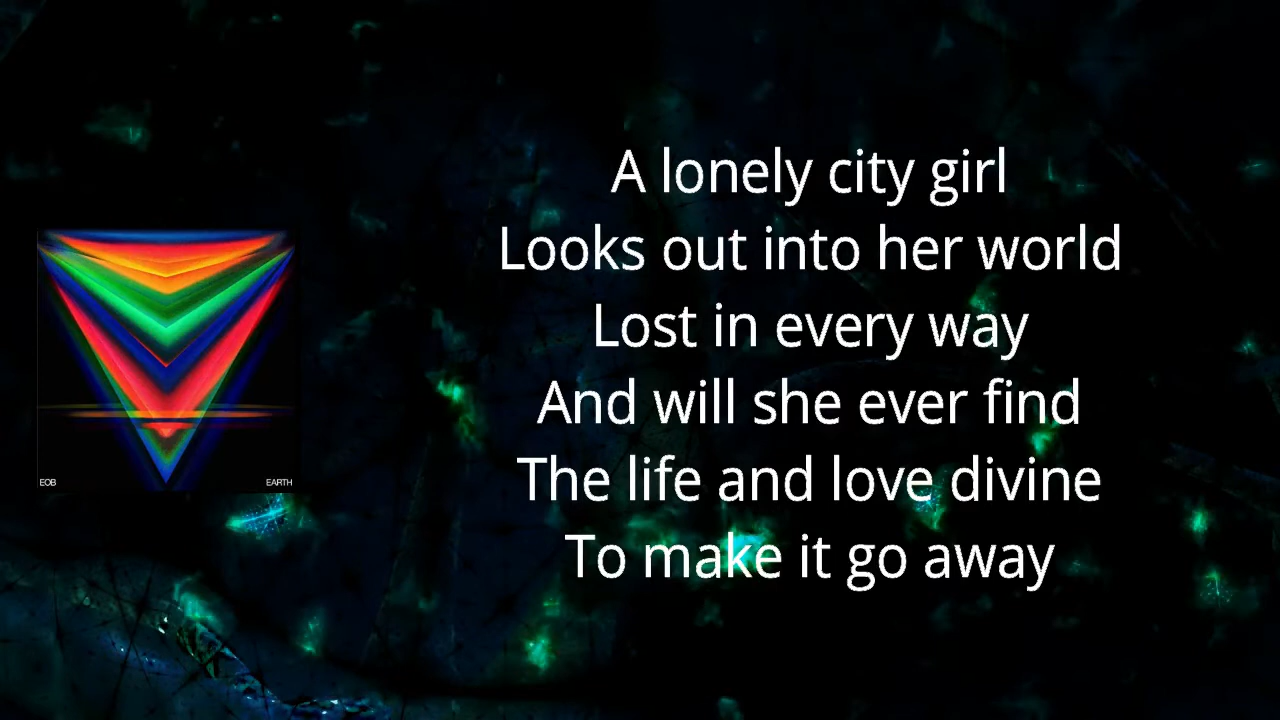 A lonely city girl
Looks out into her world
Lost in every way
And will she ever find
The life and love divine
To make it go away
EOB
EARTH